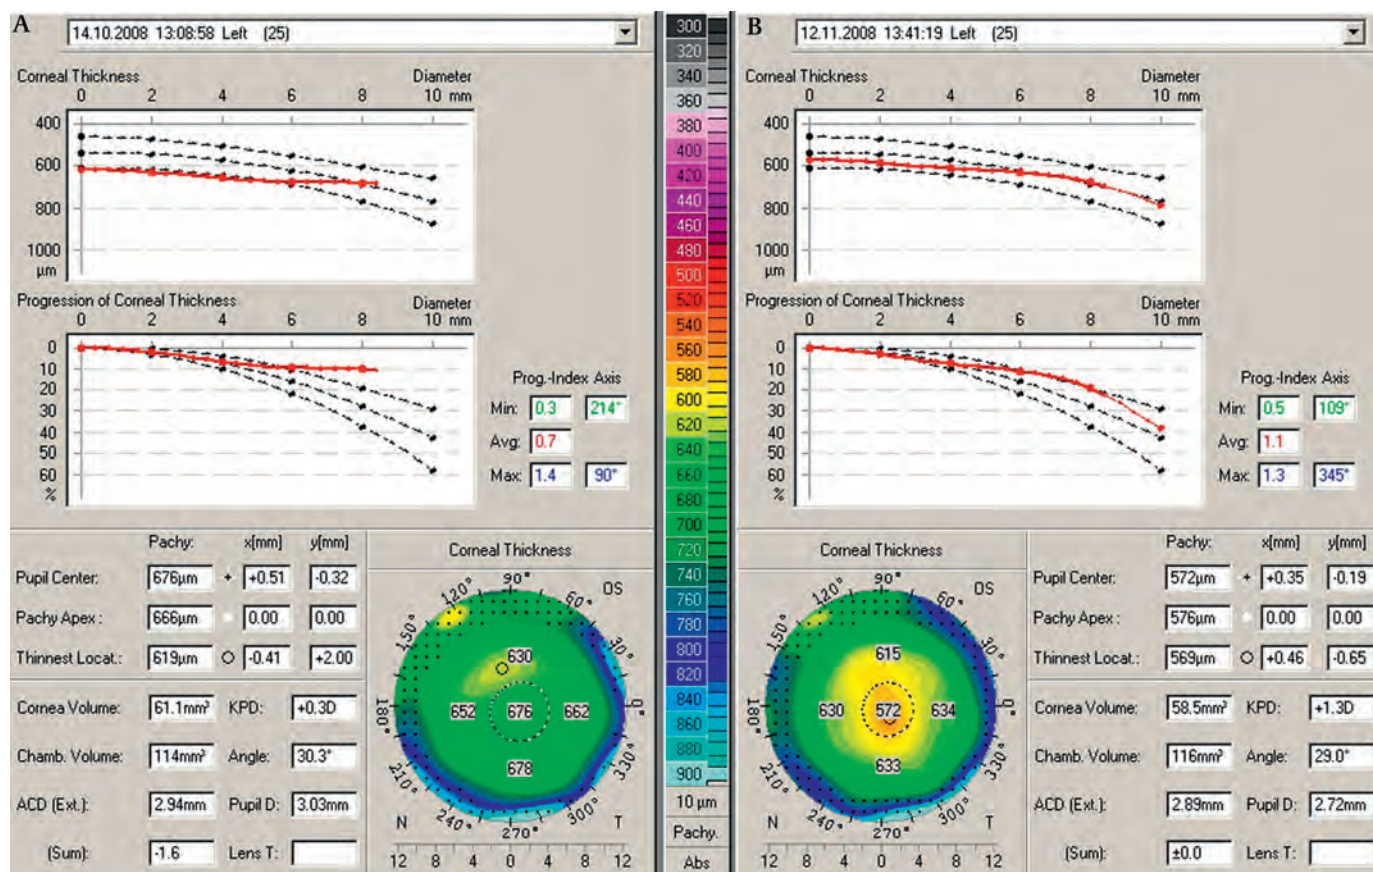 A
14.10.2008 13:08:58 Left (25)
Corneal Thickness Diameter
0 2 4 6 8 10 mm
400
600
800
1000
µm
Progression of Corneal Thickness Diameter
0 2 4 6 8 10 mm
0
10
20
30
40
50
60
%
Prog.-Index Axis
Min: 0.3 214°
Avg: 0.7
Max: 1.4 90°
Pachy: x[mm] y[mm]
Pupil Center: 676µm + +0.51 -0.32
Pachy Apex : 666µm 0.00 0.00
Thinnest Locat.: 619µm O -0.41 +2.00
Cornea Volume: 61.1mm³ KPD: +0.3D
Chamb. Volume: 114mm³ Angle: 30.3°
ACD (Ext.): 2.94mm Pupil D: 3.03mm
(Sum): -1.6 Lens T:
Corneal Thickness
OS
90°
120° 60°
150° 30°
180° 0°
210° 330°
240° 300°
270°
630
652 676 662
678
N T
12 8 4 0 4 8 12
300
320
340
360
380
400
420
440
460
480
500
520
540
560
580
600
620
640
660
680
700
720
740
760
780
800
820
840
860
880
900
10 µm
Pachy.
Abs
B
12.11.2008 13:41:19 Left (25)
Corneal Thickness Diameter
0 2 4 6 8 10 mm
400
600
800
1000
µm
Progression of Corneal Thickness Diameter
0 2 4 6 8 10 mm
0
10
20
30
40
50
60
%
Prog.-Index Axis
Min: 0.5 109°
Avg: 1.1
Max: 1.3 345°
Corneal Thickness
OS
90°
120° 60°
150° 30°
180° 0°
210° 330°
240° 300°
270°
615
630 572 634
633
N T
12 8 4 0 4 8 12
Pachy: x[mm] y[mm]
Pupil Center: 572µm + +0.35 -0.19
Pachy Apex : 576µm 0.00 0.00
Thinnest Locat.: 569µm O +0.46 -0.65
Cornea Volume: 58.5mm³ KPD: +1.3D
Chamb. Volume: 116mm³ Angle: 29.0°
ACD (Ext.): 2.89mm Pupil D: 2.72mm
(Sum): ±0.0 Lens T: